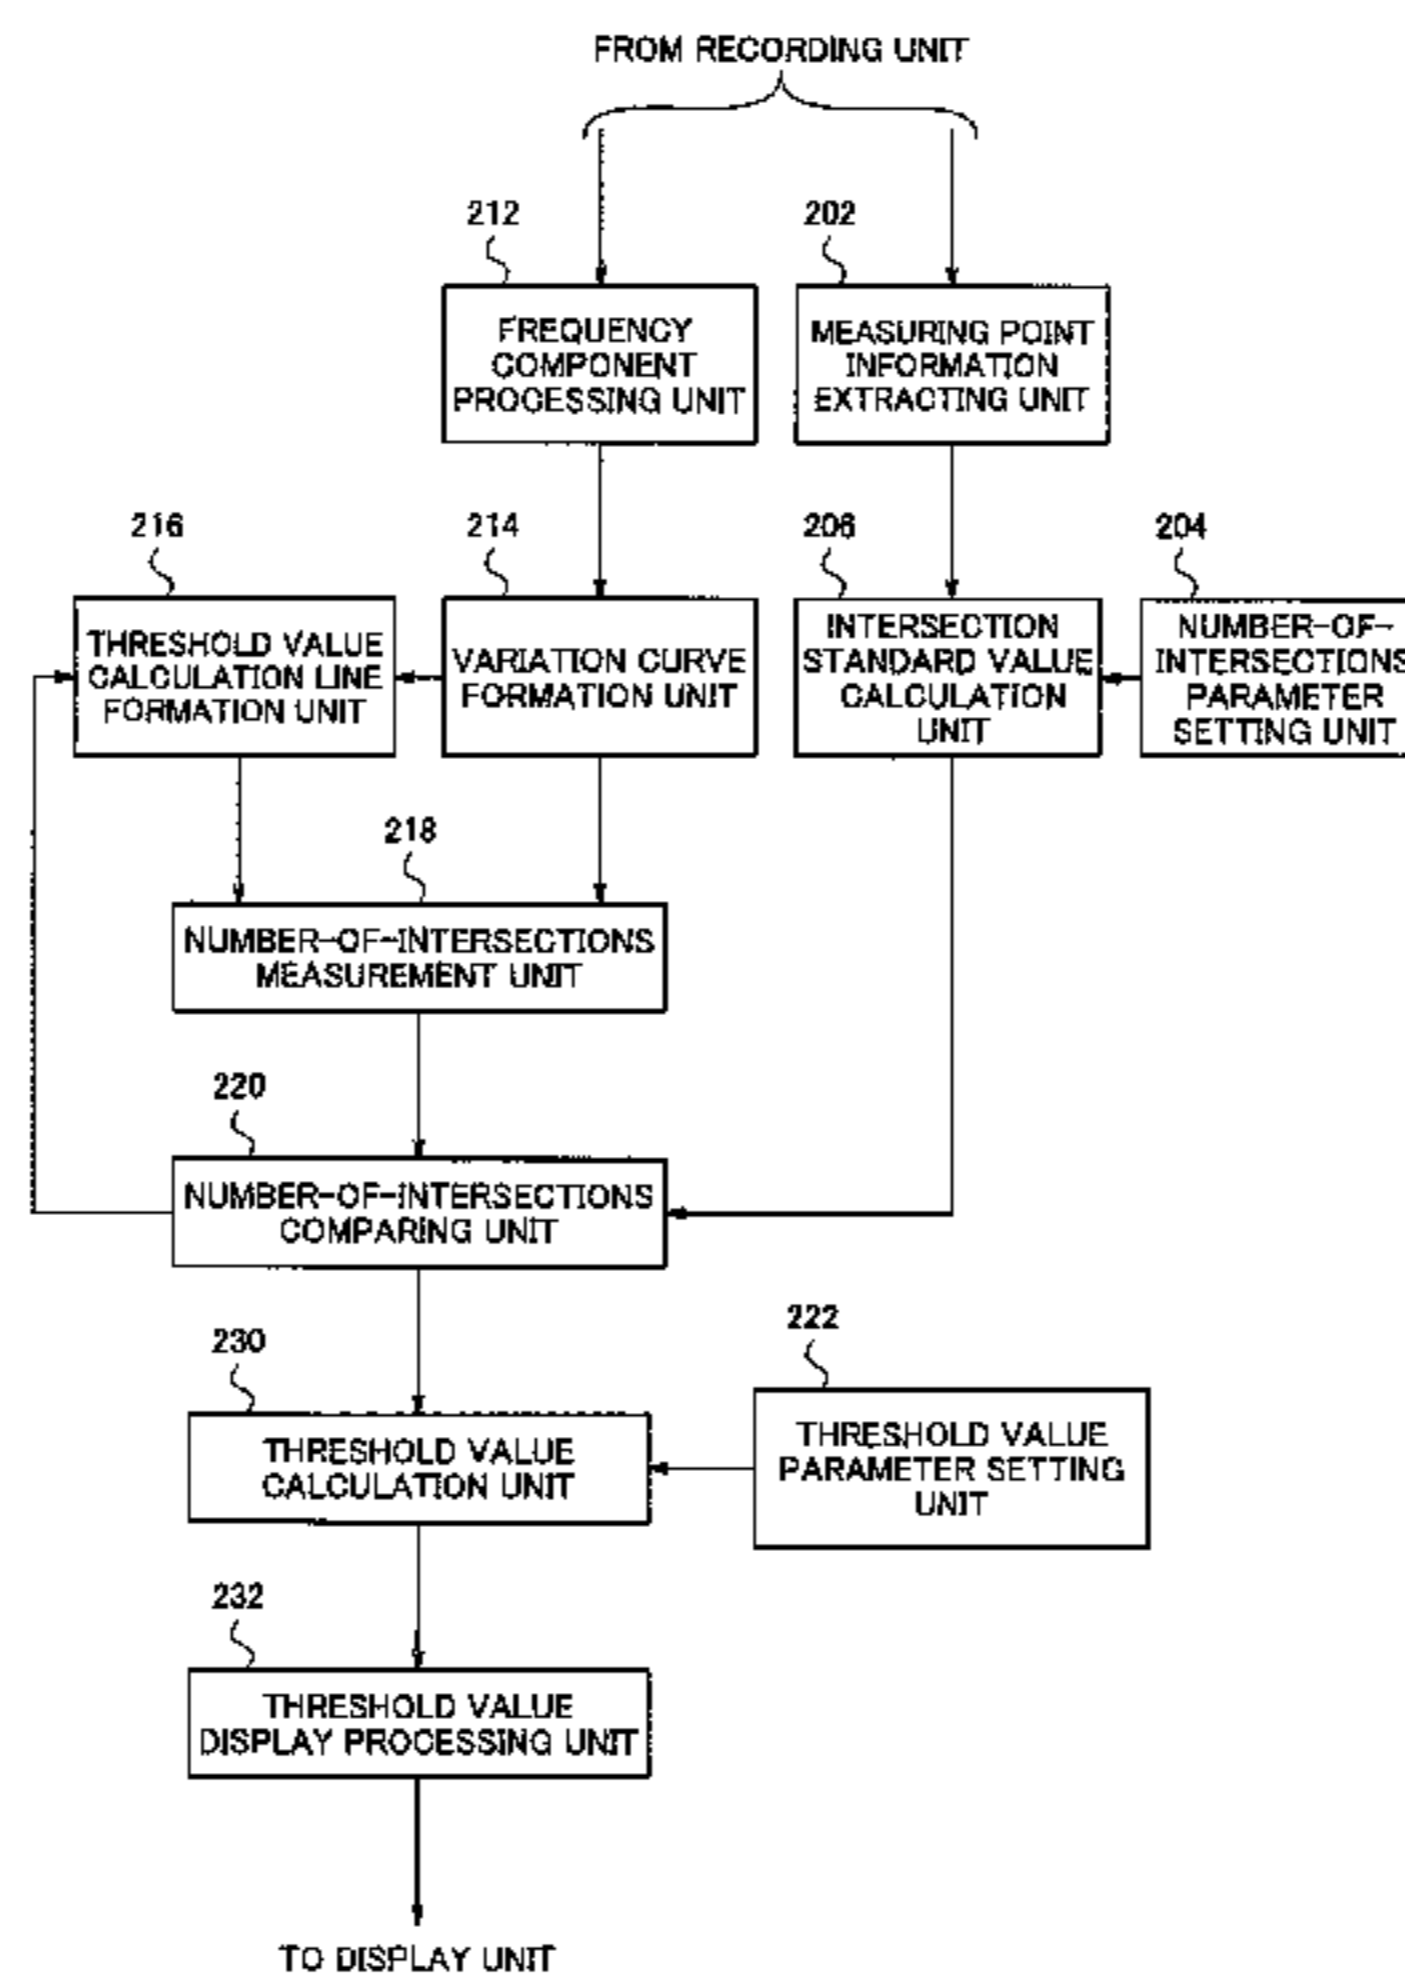 FROM RECORDING UNIT
212
202
FREQUENCY
COMPONENT
PROCESSING UNIT
MEASURING POINT
INFORMATION
EXTRACTING UNIT
216
214
206
204
THRESHOLD VALUE
CALCULATION LINE
FORMATION UNIT
VARIATION CURVE
FORMATION UNIT
INTERSECTION
STANDARD VALUE
CALCULATION
UNIT
NUMBER-OF-
INTERSECTIONS
PARAMETER
SETTING UNIT
218
NUMBER-OF-INTERSECTIONS
MEASUREMENT UNIT
220
NUMBER-OF-INTERSECTIONS
COMPARING UNIT
222
230
THRESHOLD VALUE
CALCULATION UNIT
THRESHOLD VALUE
PARAMETER SETTING
UNIT
232
THRESHOLD VALUE
DISPLAY PROCESSING UNIT
TO DISPLAY UNIT